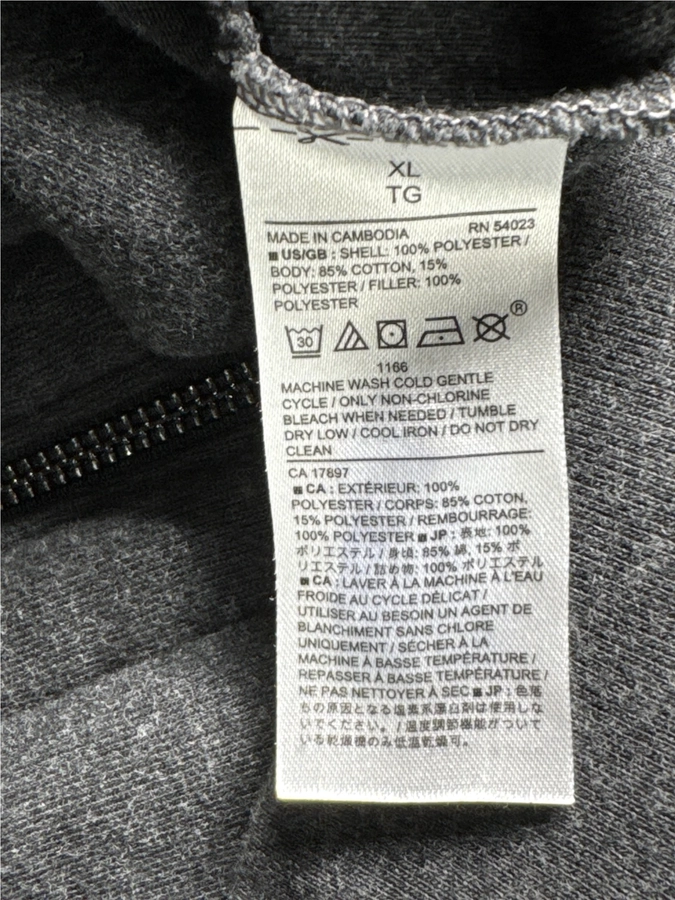 XL
TG
MADE IN CAMBODIA RN 54023
■ US/GB : SHELL: 100% POLYESTER /
BODY: 85% COTTON, 15%
POLYESTER / FILLER: 100%
POLYESTER
30 ®
1166
MACHINE WASH COLD GENTLE
CYCLE / ONLY NON-CHLORINE
BLEACH WHEN NEEDED / TUMBLE
DRY LOW / COOL IRON / DO NOT DRY
CLEAN
CA 17897
■ CA : EXTÉRIEUR: 100%
POLYESTER / CORPS: 85% COTON,
15% POLYESTER / REMBOURRAGE:
100% POLYESTER ■ JP : 表地: 100%
ポリエステル / 身頃: 85% 綿, 15% ポ
リエステル / 詰め物: 100% ポリエステル
■ CA : LAVER À LA MACHINE À L'EAU
FROIDE AU CYCLE DÉLICAT /
UTILISER AU BESOIN UN AGENT DE
BLANCHIMENT SANS CHLORE
UNIQUEMENT / SÉCHER À LA
MACHINE À BASSE TEMPÉRATURE /
REPASSER À BASSE TEMPÉRATURE /
NE PAS NETTOYER À SEC ■ JP : 色落
ちの原因となる塩素系漂白剤は使用しな
いでください。 / 温度調節機能がついて
いる乾燥機のみ低温乾燥可。